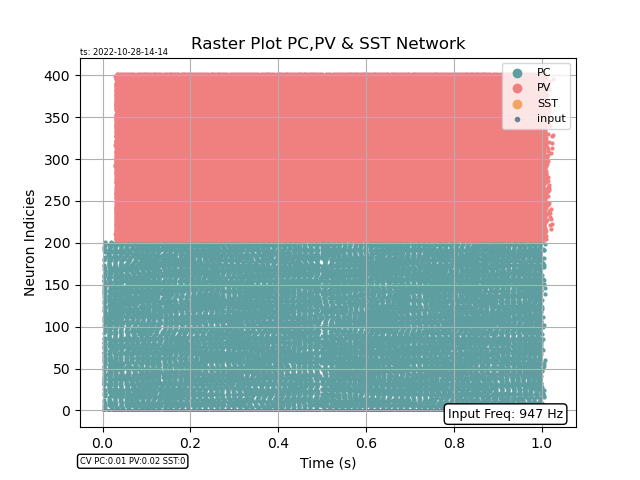 ts: 2022-10-28-14-14
Raster Plot PC,PV & SST Network
PC
PV
SST
input
400
350
300
250
200
150
100
50
0
Neuron Indicies
Input Freq: 947 Hz
0.0 0.2 0.4 0.6 0.8 1.0
Time (s)
CV PC:0.01 PV:0.02 SST:0